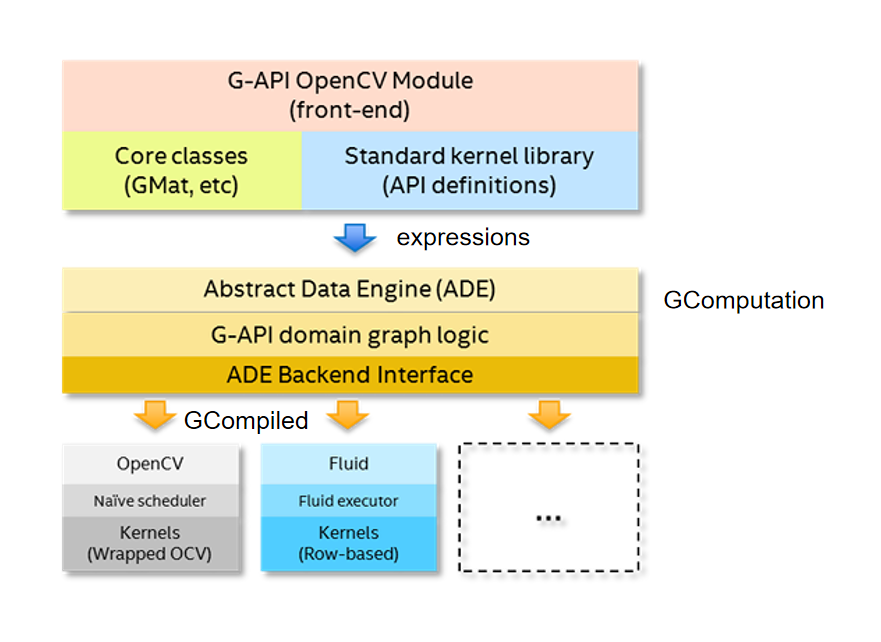 G-API OpenCV Module
(front-end)
Core classes
(GMat, etc)
Standard kernel library
(API definitions)
expressions
Abstract Data Engine (ADE)
GComputation
G-API domain graph logic
ADE Backend Interface
GCompiled
OpenCV
Naïve scheduler
Kernels
(Wrapped OCV)
Fluid
Fluid executor
Kernels
(Row-based)
...